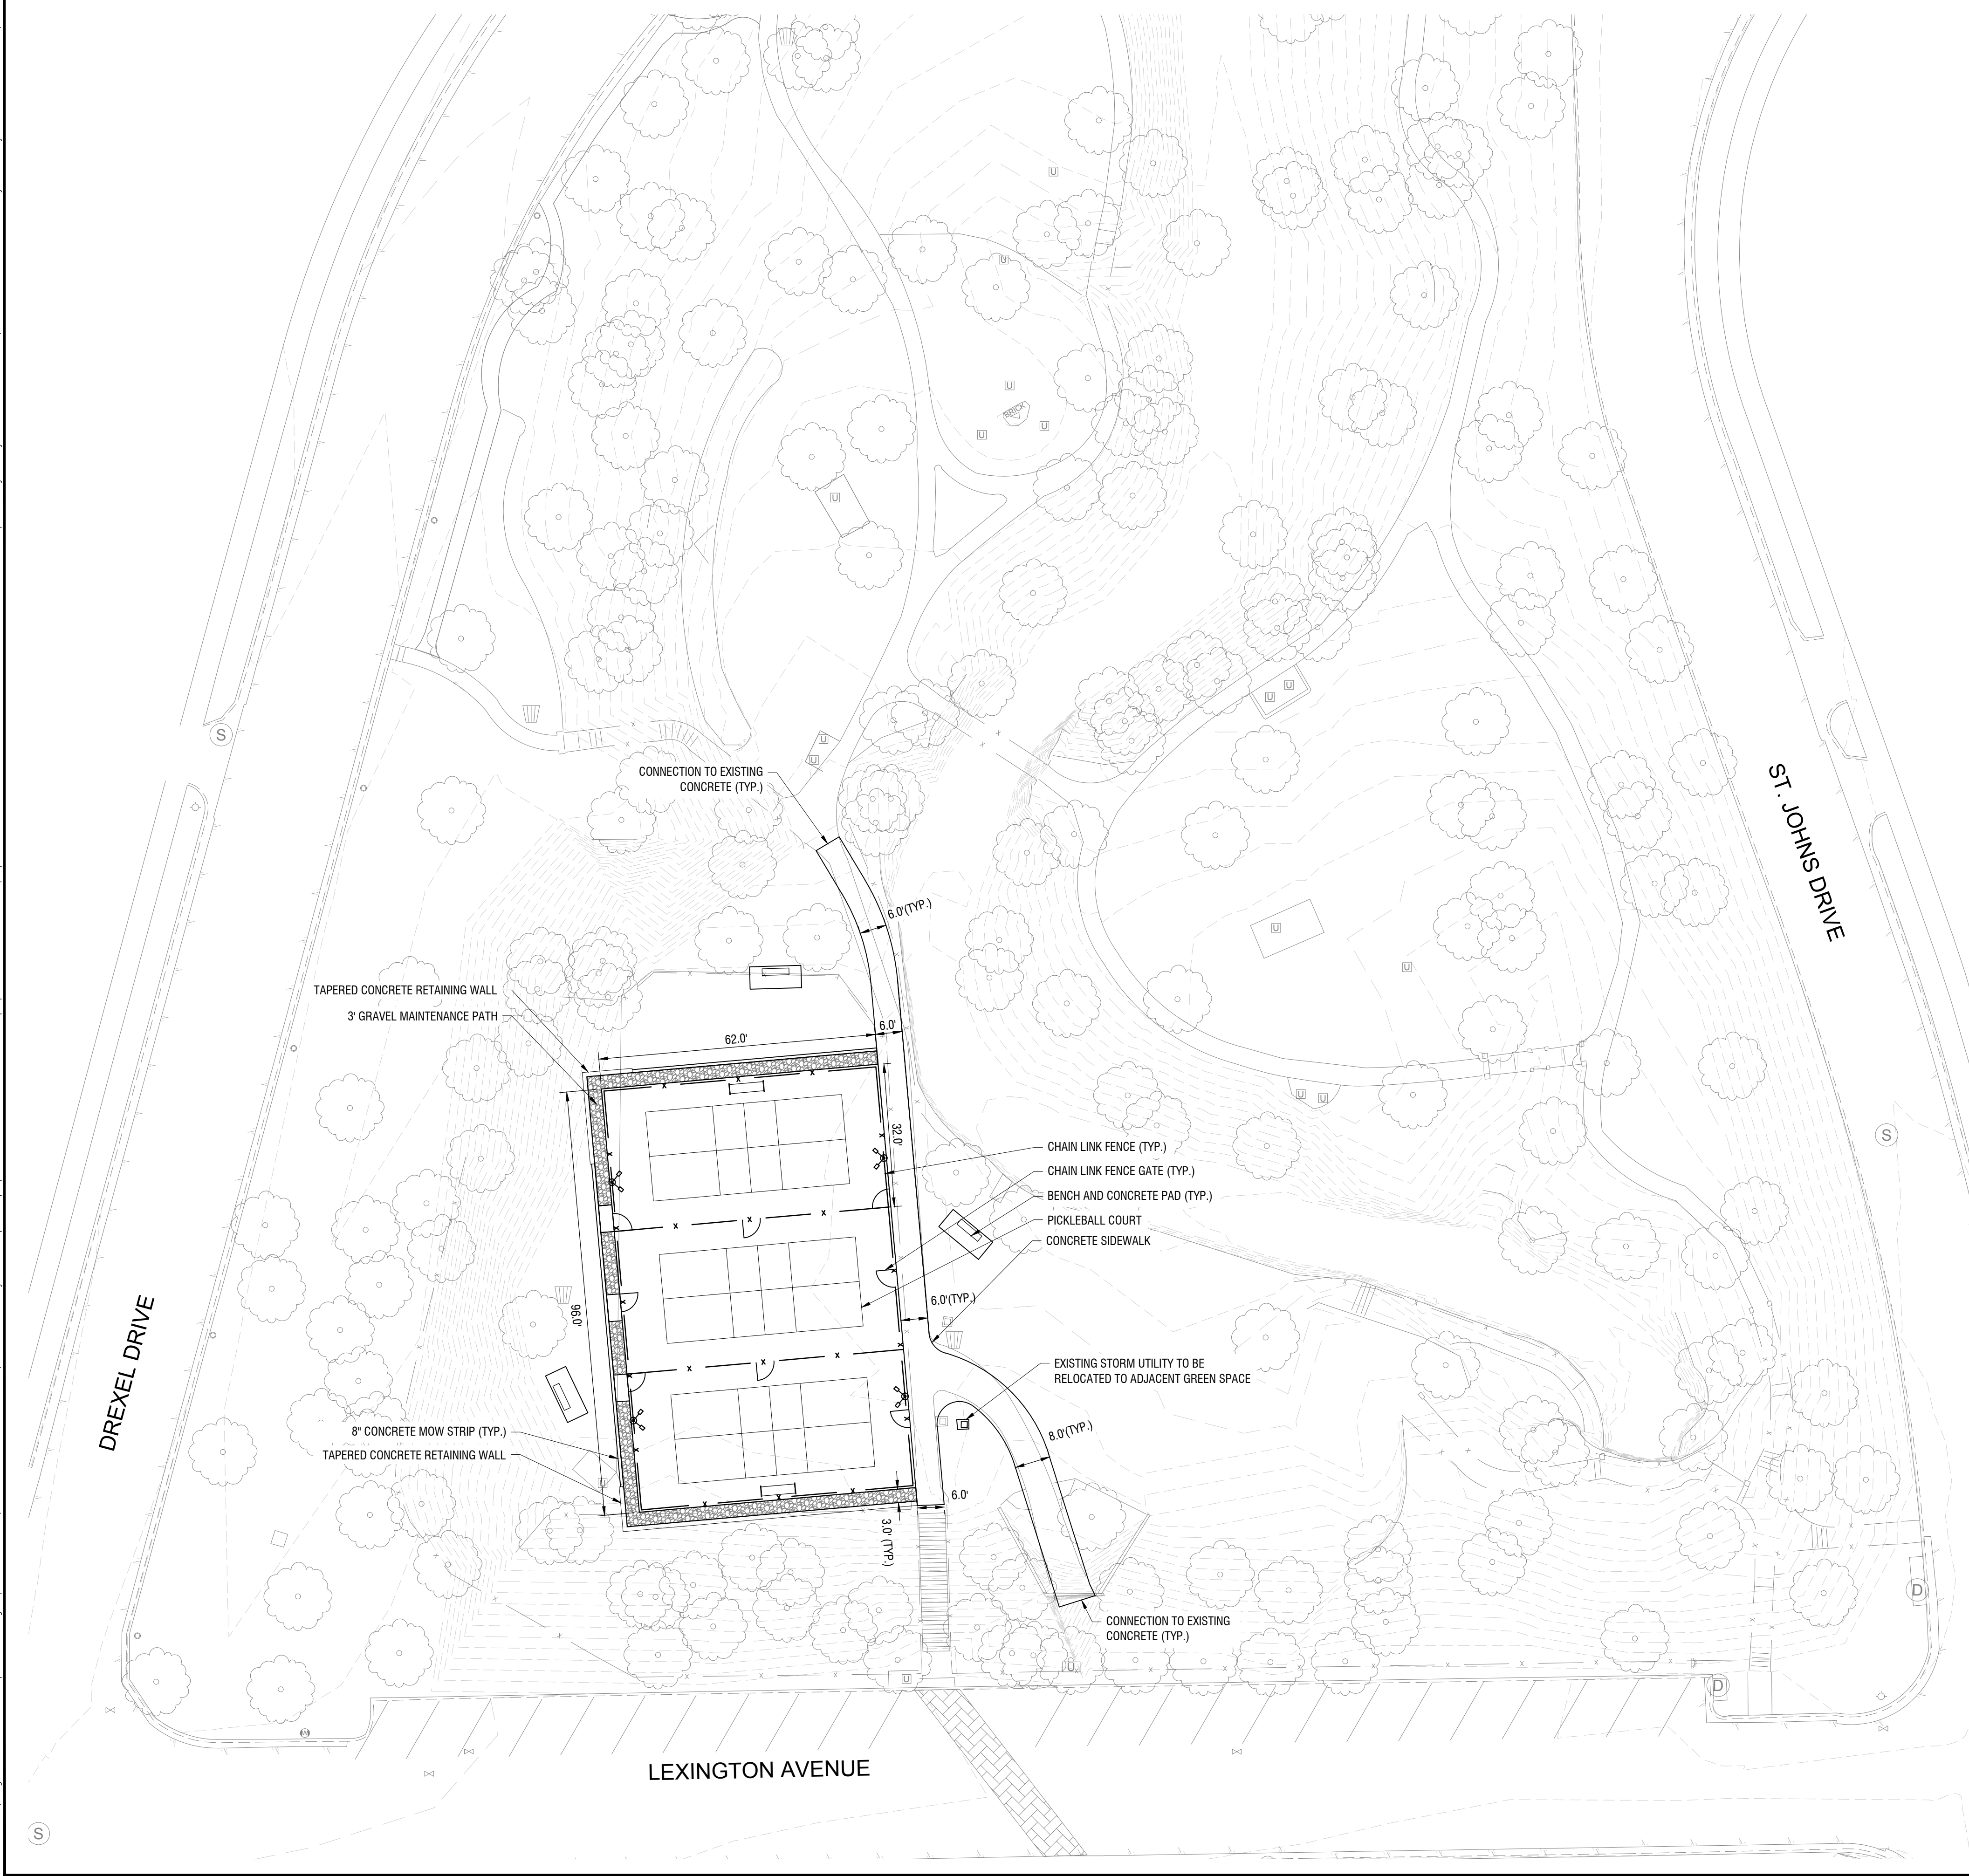 U
U
U
U
BRICK
U
U
U
S
U
U
U
U
CONNECTION TO EXISTING
CONCRETE (TYP.)
ST. JOHNS DRIVE
6.0'(TYP.)
U
U
TAPERED CONCRETE RETAINING WALL
3' GRAVEL MAINTENANCE PATH
62.0'
6.0'
U
U
32.0'
S
CHAIN LINK FENCE (TYP.)
CHAIN LINK FENCE GATE (TYP.)
BENCH AND CONCRETE PAD (TYP.)
PICKLEBALL COURT
CONCRETE SIDEWALK
96.0'
6.0'(TYP.)
DREXEL DRIVE
EXISTING STORM UTILITY TO BE
RELOCATED TO ADJACENT GREEN SPACE
8" CONCRETE MOW STRIP (TYP.)
TAPERED CONCRETE RETAINING WALL
8.0'(TYP.)
U
6.0'
3.0' (TYP.)
D
CONNECTION TO EXISTING
CONCRETE (TYP.)
U
U
D
W
LEXINGTON AVENUE
S